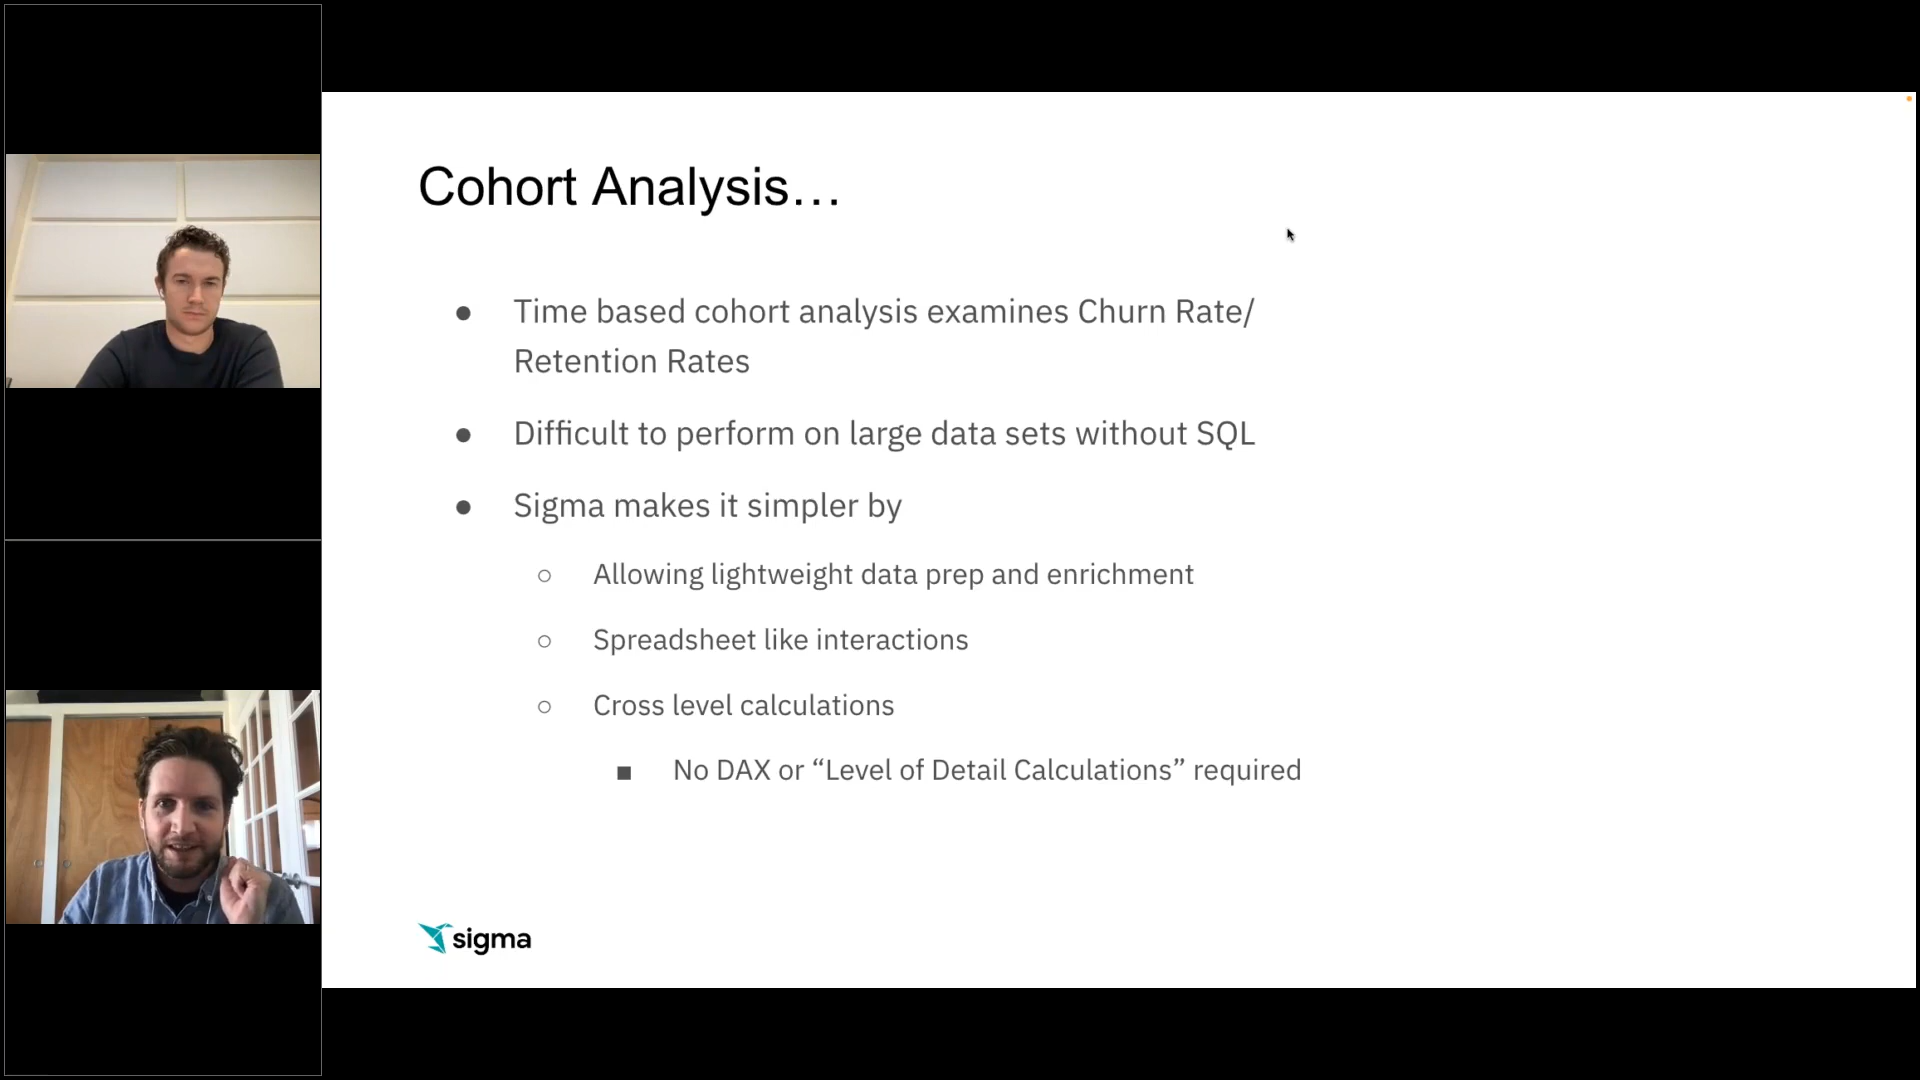 Cohort Analysis…
● Time based cohort analysis examines Churn Rate/
Retention Rates
● Difficult to perform on large data sets without SQL
● Sigma makes it simpler by
○ Allowing lightweight data prep and enrichment
○ Spreadsheet like interactions
○ Cross level calculations
■ No DAX or “Level of Detail Calculations” required
sigma